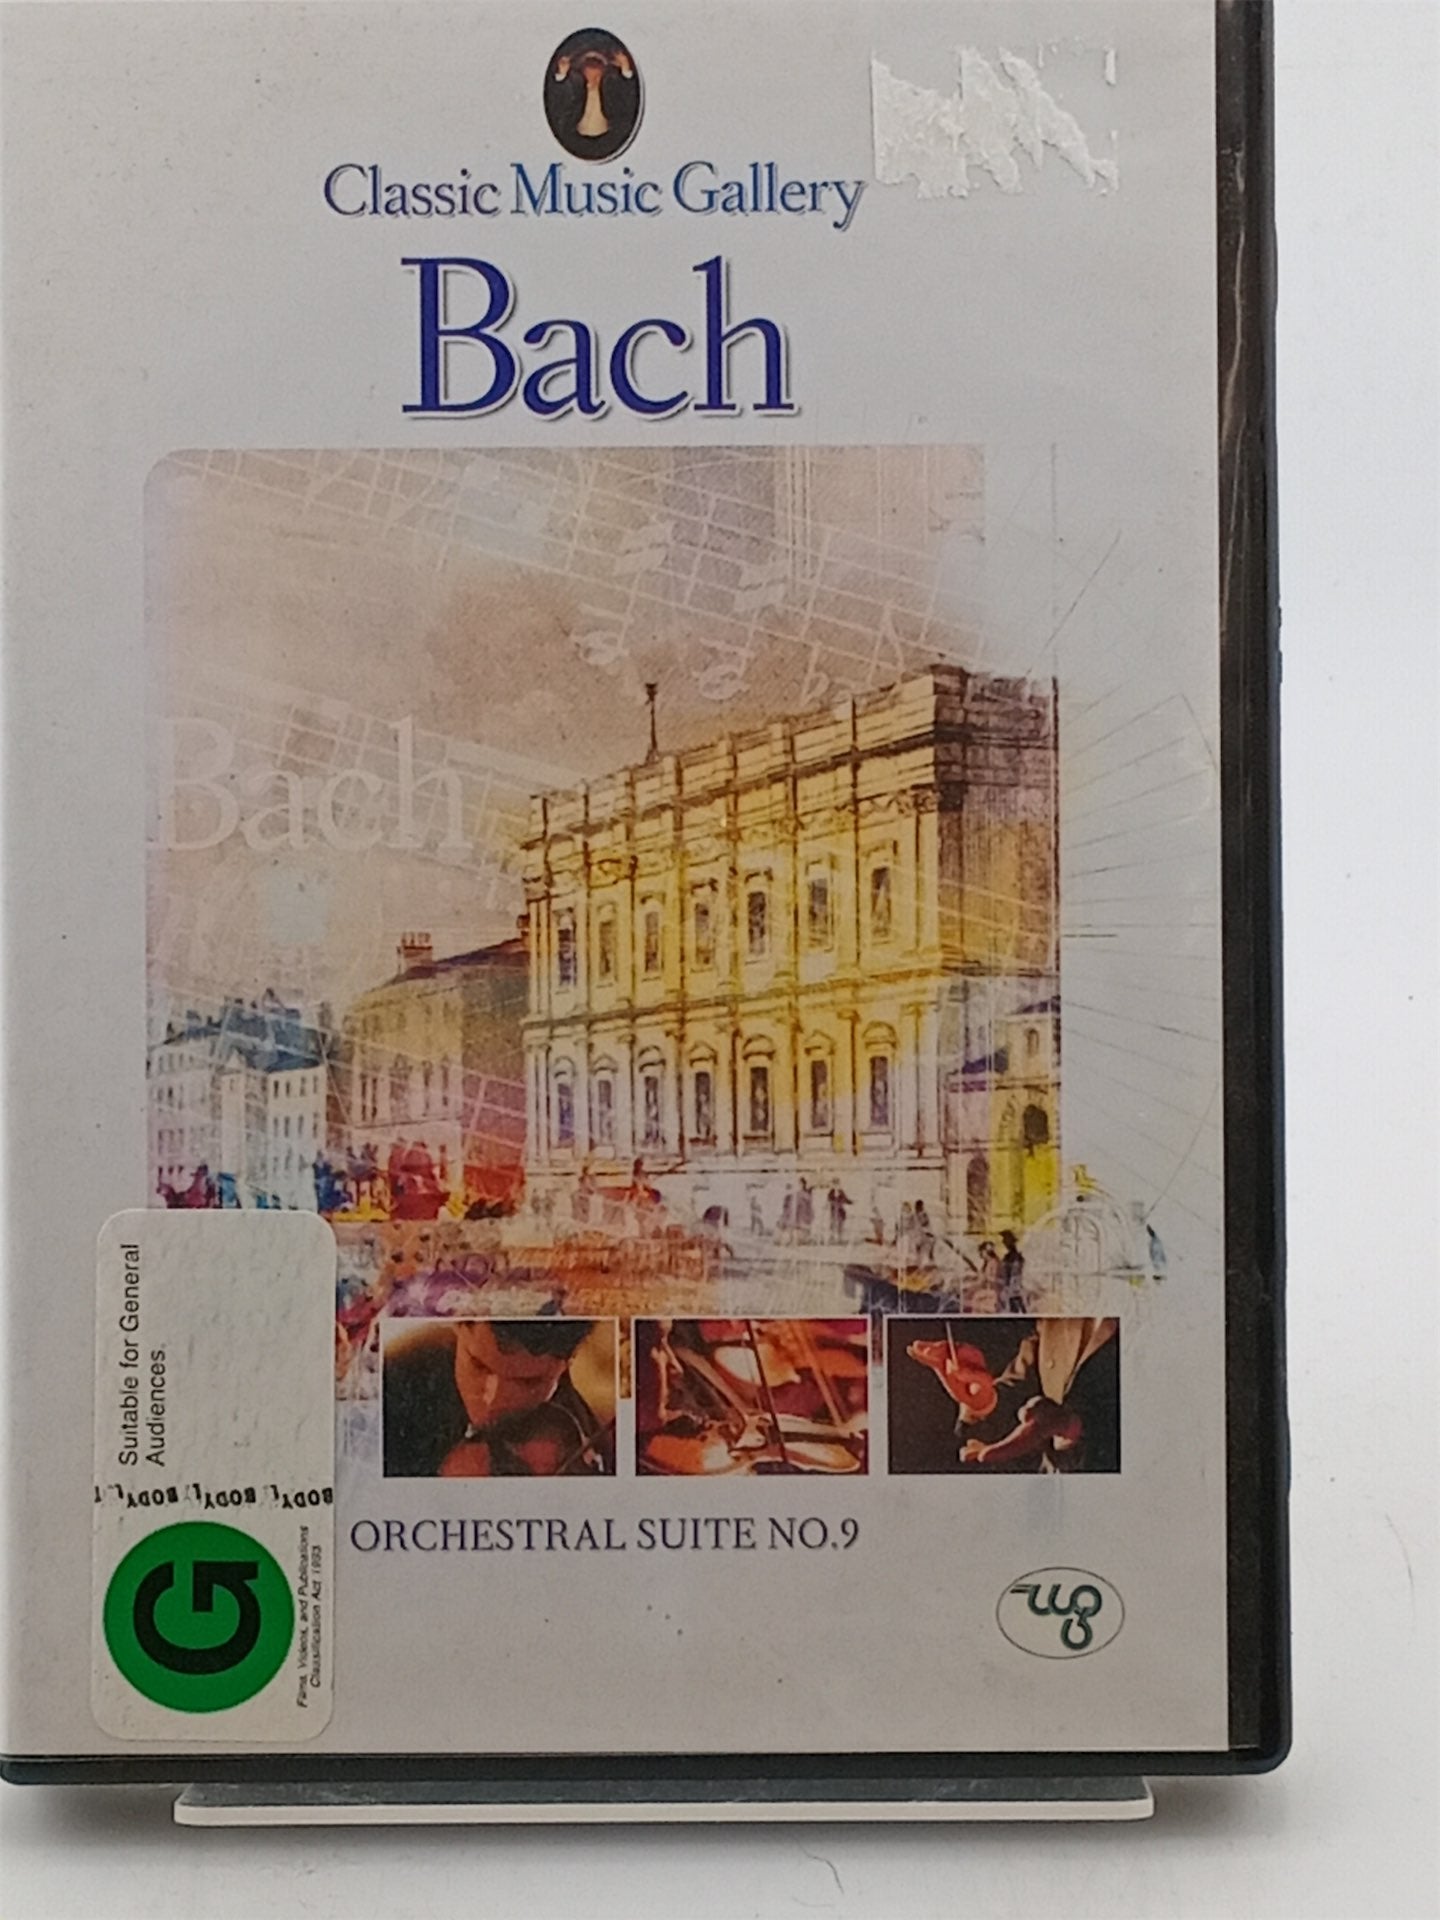 Classic Music Gallery
Bach
Bach
Suitable for General
Audiences.
BODY L BODY L BODY
G
Films, Videos, and Publications
Classification Act 1993
ORCHESTRAL SUITE NO.9